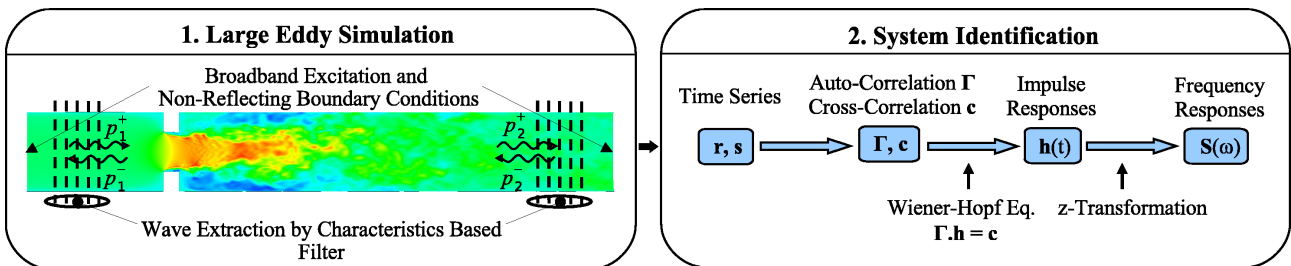 1. Large Eddy Simulation
Broadband Excitation and
Non-Reflecting Boundary Conditions
p₁⁺
p₁⁻
p₂⁺
p₂⁻
Wave Extraction by Characteristics Based
Filter
2. System Identification
Time Series
Auto-Correlation Γ
Cross-Correlation c
Impulse
Responses
Frequency
Responses
r, s
Γ, c
h(t)
S(ω)
Wiener-Hopf Eq.
Γ.h = c
z-Transformation